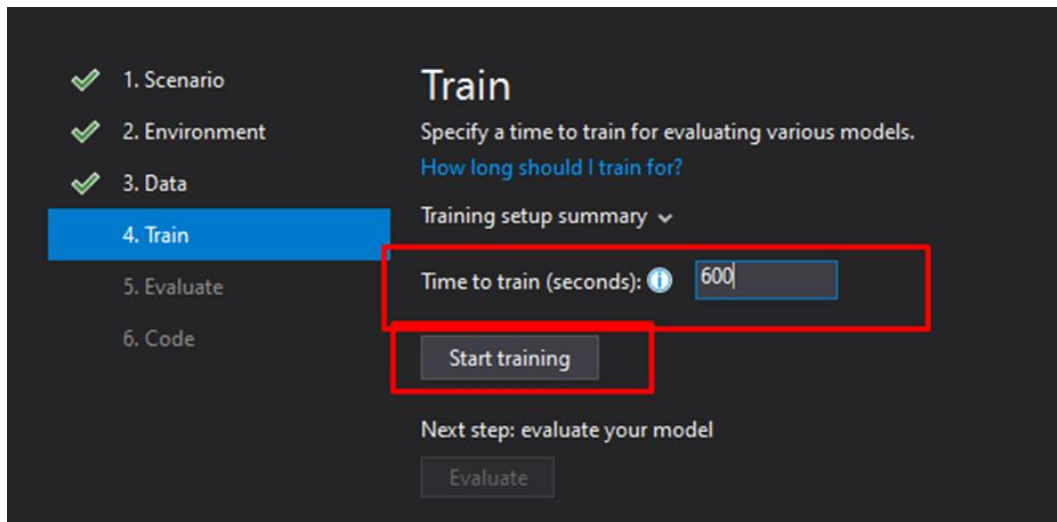 1. Scenario
2. Environment
3. Data
4. Train
5. Evaluate
6. Code
Train
Specify a time to train for evaluating various models.
How long should I train for?
Training setup summary
Time to train (seconds): 600
Start training
Next step: evaluate your model
Evaluate